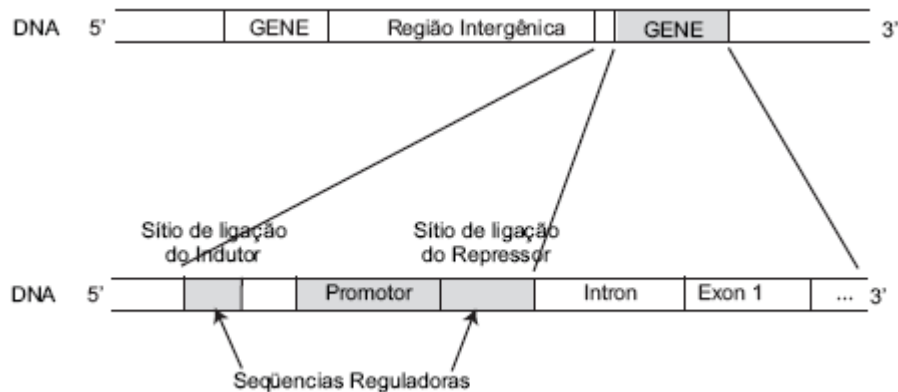 DNA 5' GENE Região Intergênica GENE 3'
Sítio de ligação
do Indutor
Sítio de ligação
do Repressor
DNA 5' Promotor Intron Exon 1 ... 3'
Seqüencias Reguladoras